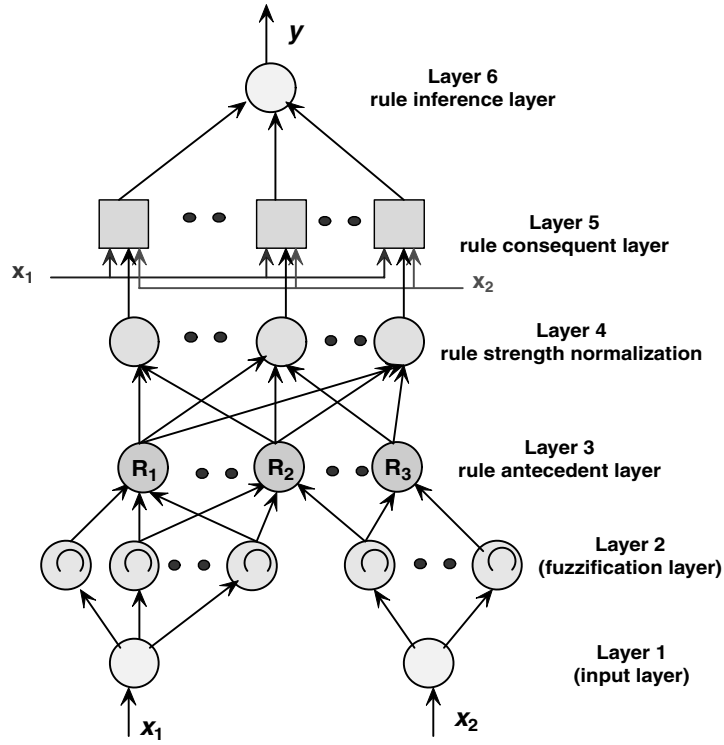 y
Layer 6
rule inference layer
Layer 5
rule consequent layer
x₁
x₂
Layer 4
rule strength normalization
R₁
R₂
R₃
Layer 3
rule antecedent layer
Layer 2
(fuzzification layer)
Layer 1
(input layer)
x₁
x₂